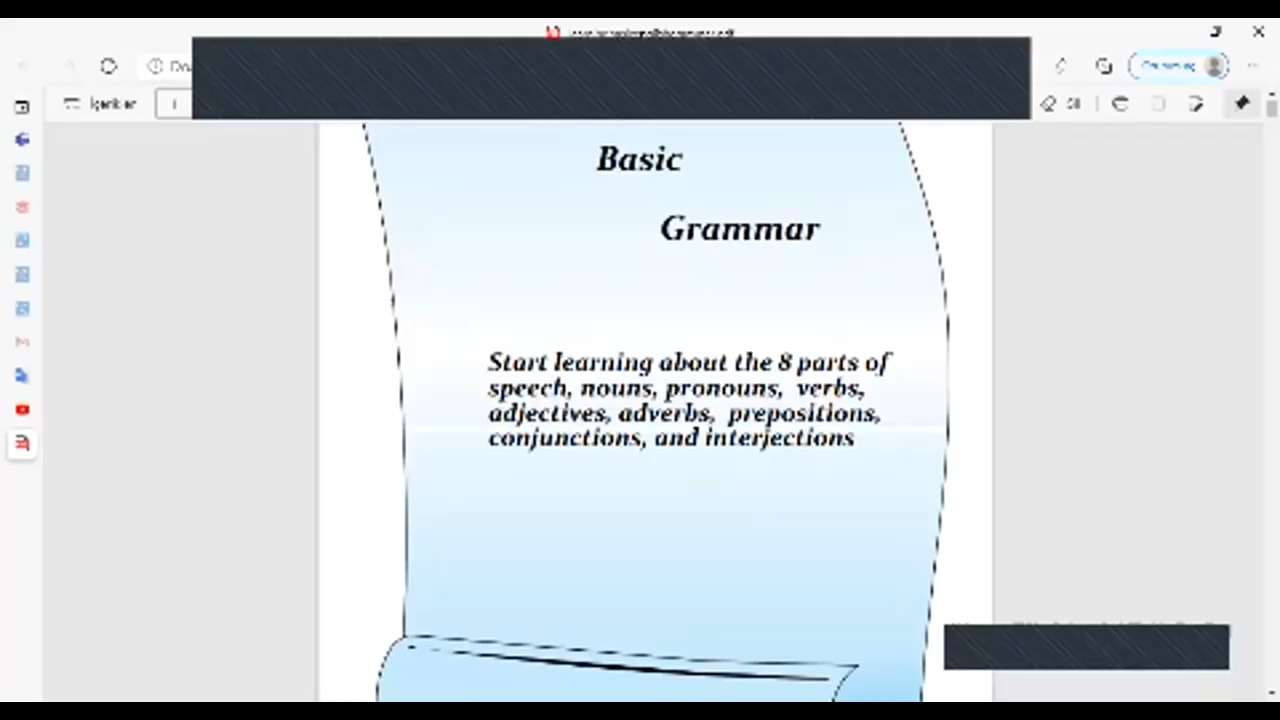 İçerikler
Basic
Grammar
Start learning about the 8 parts of
speech, nouns, pronouns, verbs,
adjectives, adverbs, prepositions,
conjunctions, and interjections